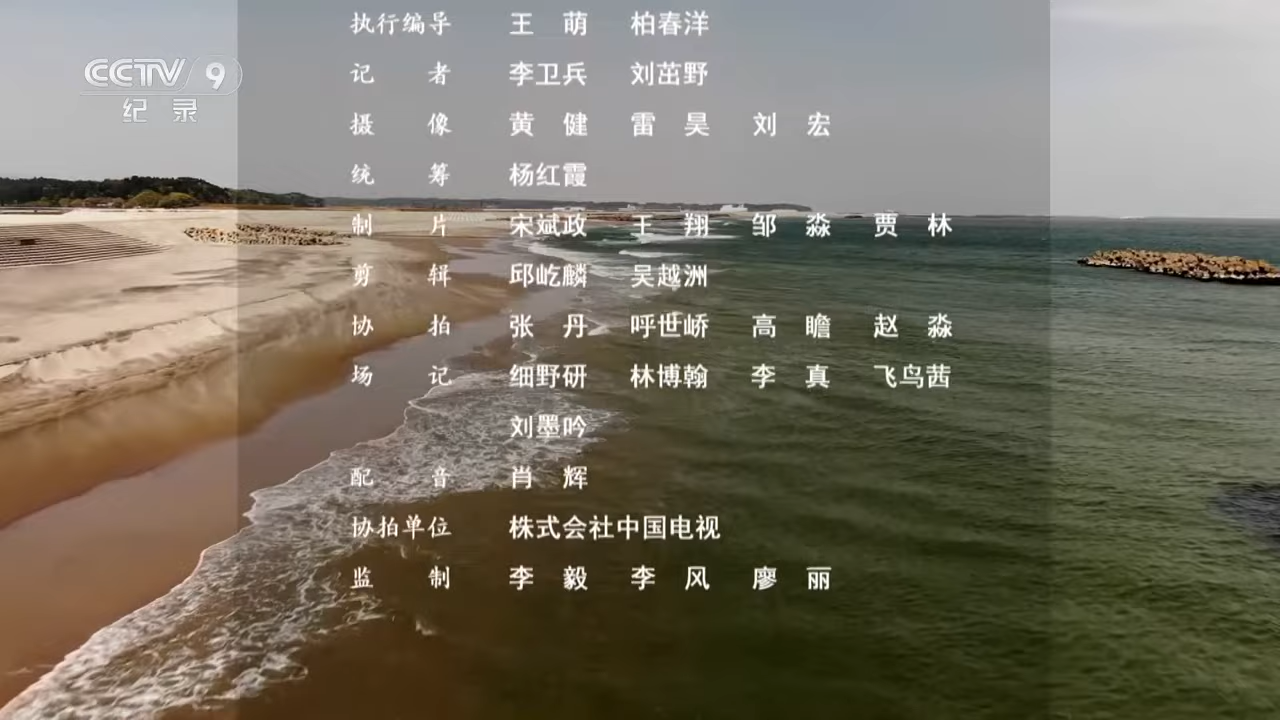 CCTV 9
纪录
执行编导 王萌 柏春洋
记者 李卫兵 刘茁野
摄像 黄健 雷昊 刘宏
统筹 杨红霞
制片 宋斌政 王翔 邹淼 贾林
剪辑 邱屹麟 吴越洲
协拍 张丹 呼世峤 高瞻 赵淼
场记 细野研 林博翰 李真 飞鸟茜
刘墨吟
配音 肖辉
协拍单位 株式会社中国电视
监制 李毅 李风 廖丽